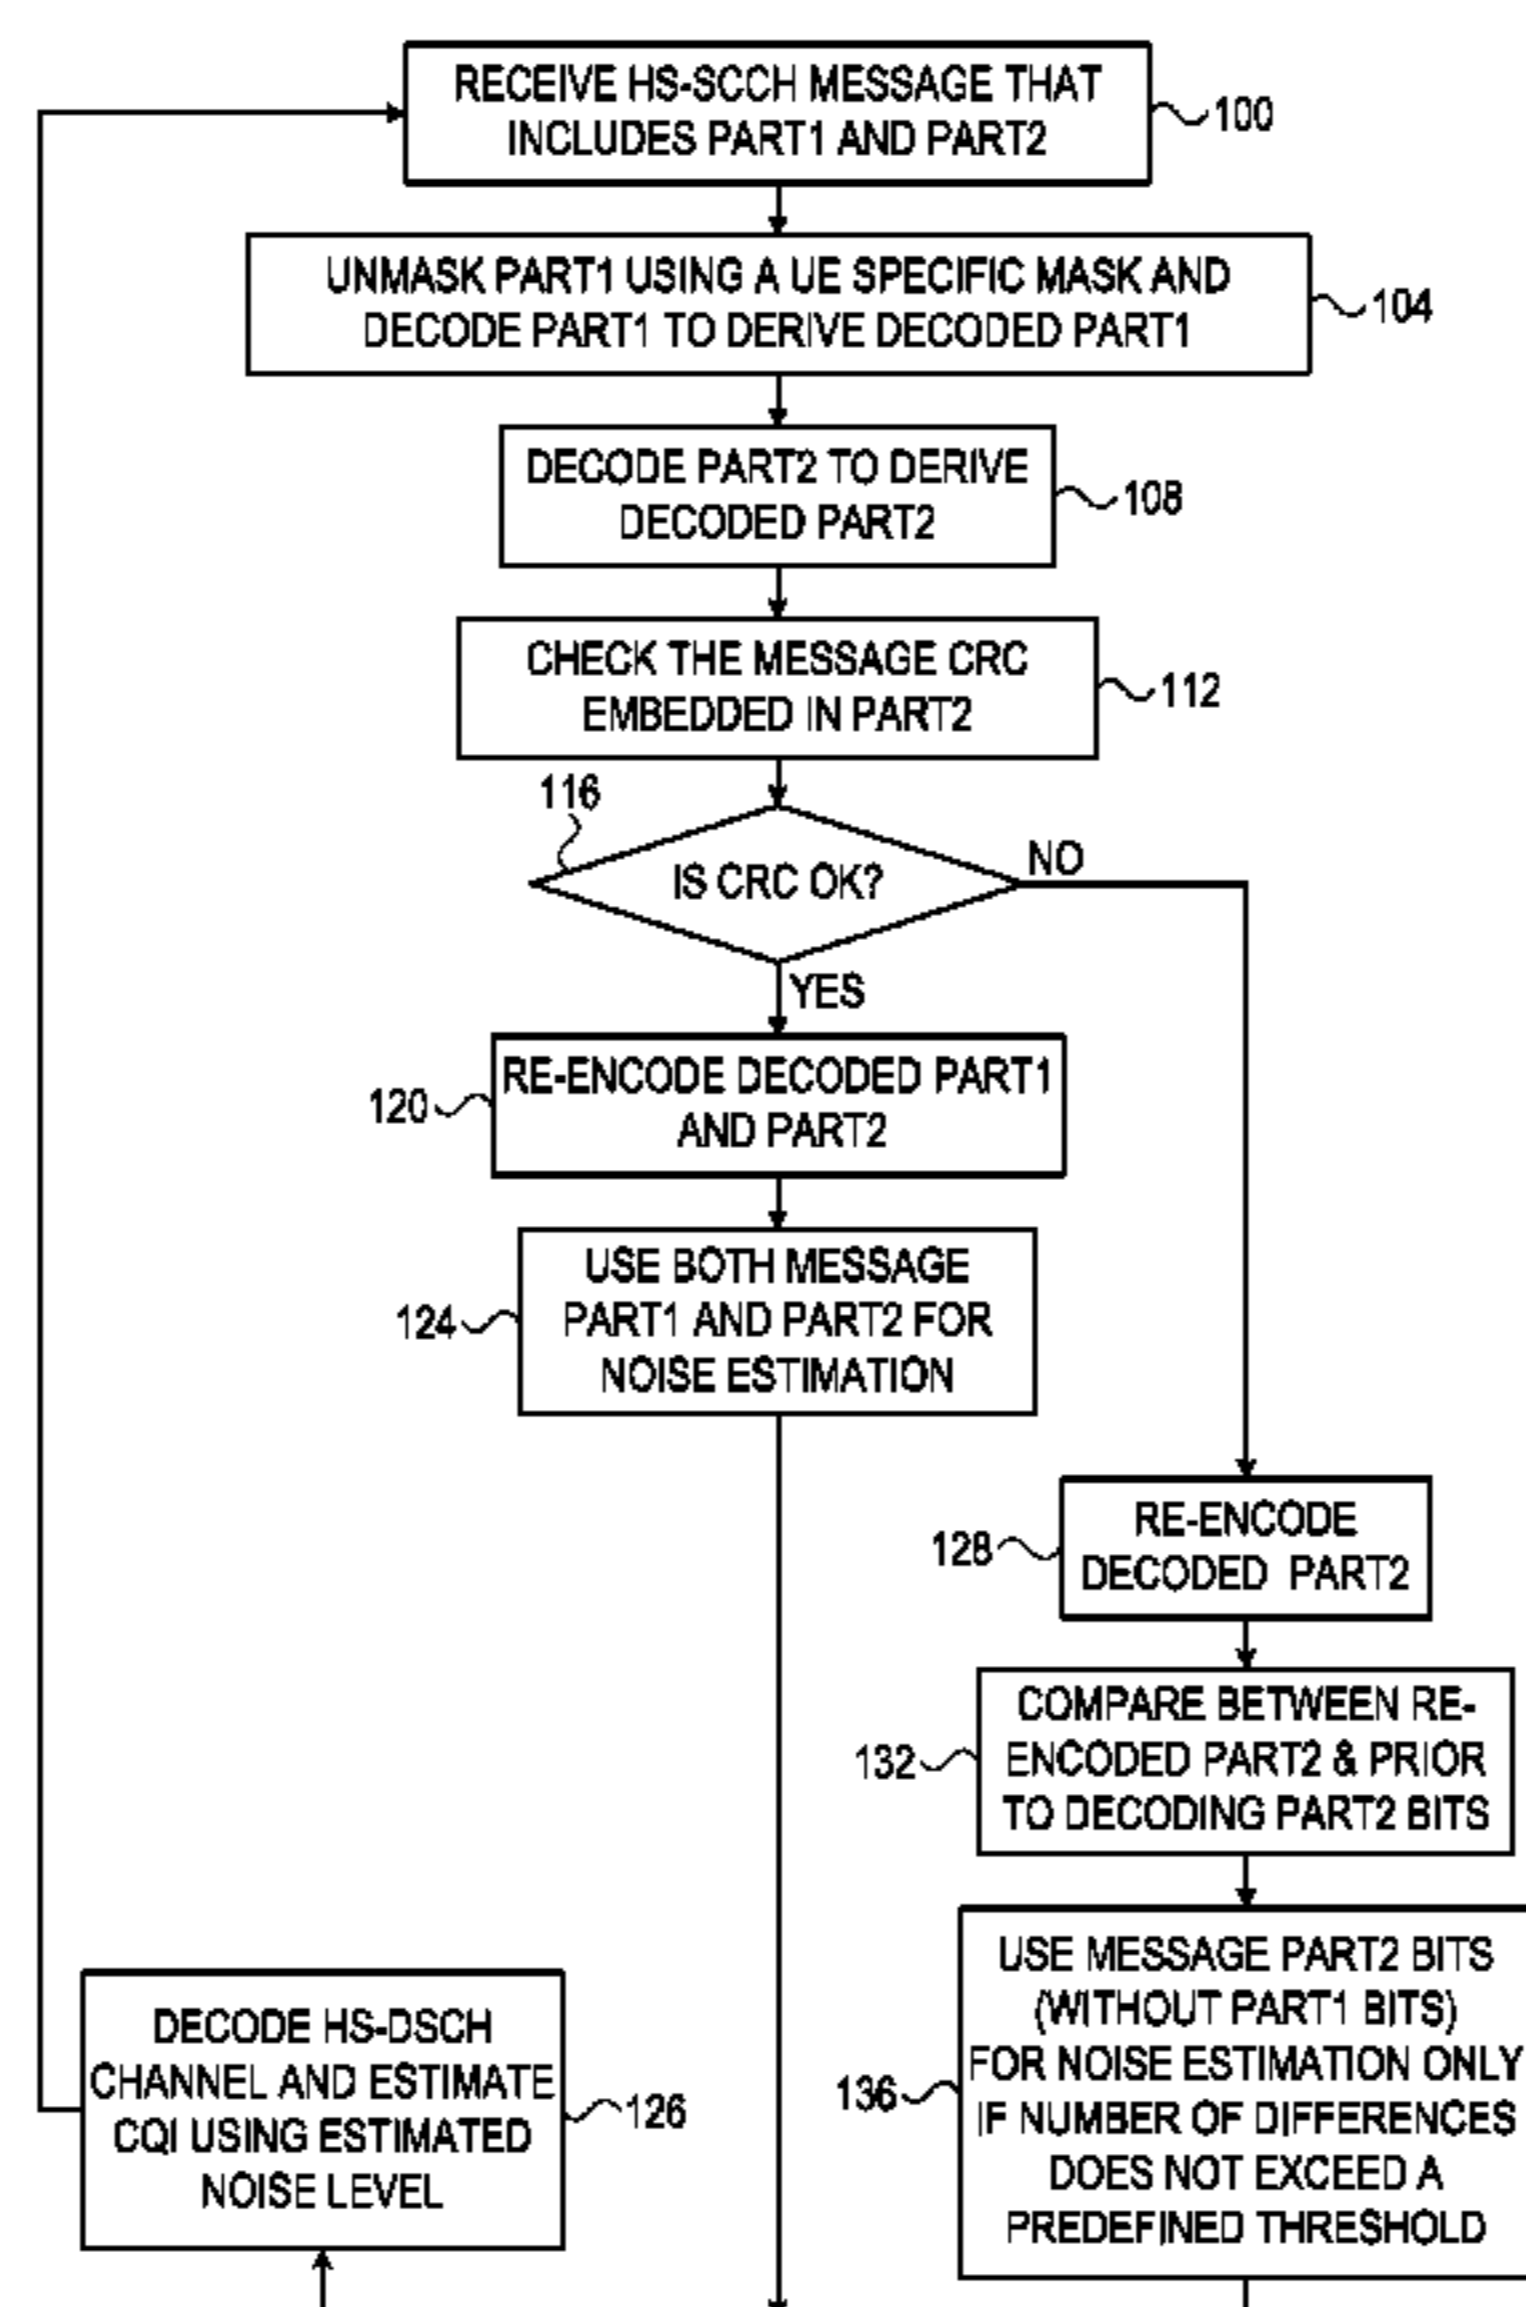 RECEIVE HS-SCCH MESSAGE THAT
INCLUDES PART1 AND PART2
100
UNMASK PART1 USING A UE SPECIFIC MASK AND
DECODE PART1 TO DERIVE DECODED PART1
104
DECODE PART2 TO DERIVE
DECODED PART2
108
CHECK THE MESSAGE CRC
EMBEDDED IN PART2
112
116
IS CRC OK?
NO
YES
RE-ENCODE DECODED PART1
AND PART2
120
USE BOTH MESSAGE
PART1 AND PART2 FOR
NOISE ESTIMATION
124
RE-ENCODE
DECODED PART2
128
COMPARE BETWEEN RE-
ENCODED PART2 & PRIOR
TO DECODING PART2 BITS
132
USE MESSAGE PART2 BITS
(WITHOUT PART1 BITS)
FOR NOISE ESTIMATION ONLY
IF NUMBER OF DIFFERENCES
DOES NOT EXCEED A
PREDEFINED THRESHOLD
136
DECODE HS-DSCH
CHANNEL AND ESTIMATE
CQI USING ESTIMATED
NOISE LEVEL
126